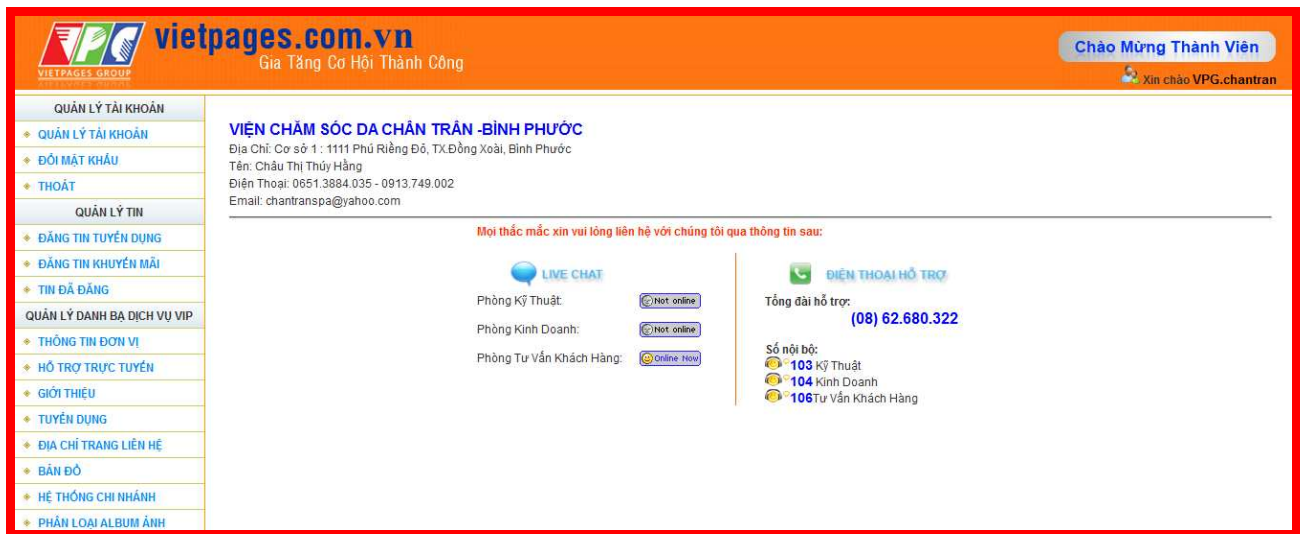 VPG
VIETPAGES GROUP
vietpages.com.vn
Gia Tăng Cơ Hội Thành Công
Chào Mừng Thành Viên
Xin chào VPG.chantran
QUẢN LÝ TÀI KHOẢN
QUẢN LÝ TÀI KHOẢN
ĐỔI MẬT KHẨU
THOÁT
QUẢN LÝ TIN
ĐĂNG TIN TUYỂN DỤNG
ĐĂNG TIN KHUYẾN MÃI
TIN ĐÃ ĐĂNG
QUẢN LÝ DANH BẠ DỊCH VỤ VIP
THÔNG TIN ĐƠN VỊ
HỖ TRỢ TRỰC TUYẾN
GIỚI THIỆU
TUYỂN DỤNG
ĐỊA CHỈ TRANG LIÊN HỆ
BẢN ĐỒ
HỆ THỐNG CHI NHÁNH
PHÂN LOẠI ALBUM ẢNH
VIỆN CHĂM SÓC DA CHÂN TRÂN -BÌNH PHƯỚC
Địa Chỉ: Cơ sở 1 : 1111 Phú Riềng Đỏ, TX.Đồng Xoài, Bình Phước
Tên: Châu Thị Thúy Hằng
Điện Thoại: 0651.3884.035 - 0913.749.002
Email: chantranspa@yahoo.com
Mọi thắc mắc xin vui lòng liên hệ với chúng tôi qua thông tin sau:
LIVE CHAT
Phòng Kỹ Thuật: Not online
Phòng Kinh Doanh: Not online
Phòng Tư Vấn Khách Hàng: Online Now
ĐIỆN THOẠI HỖ TRỢ
Tổng đài hỗ trợ:
(08) 62.680.322
Số nội bộ:
103 Kỹ Thuật
104 Kinh Doanh
106Tư Vấn Khách Hàng